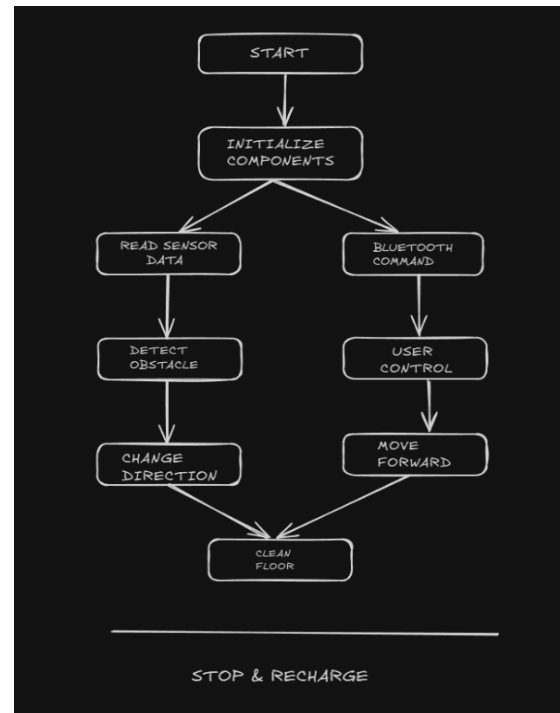 START
INITIALIZE
COMPONENTS
READ SENSOR
DATA
BLUETOOTH
COMMAND
DETECT
OBSTACLE
USER
CONTROL
CHANGE
DIRECTION
MOVE
FORWARD
CLEAN
FLOOR
STOP & RECHARGE